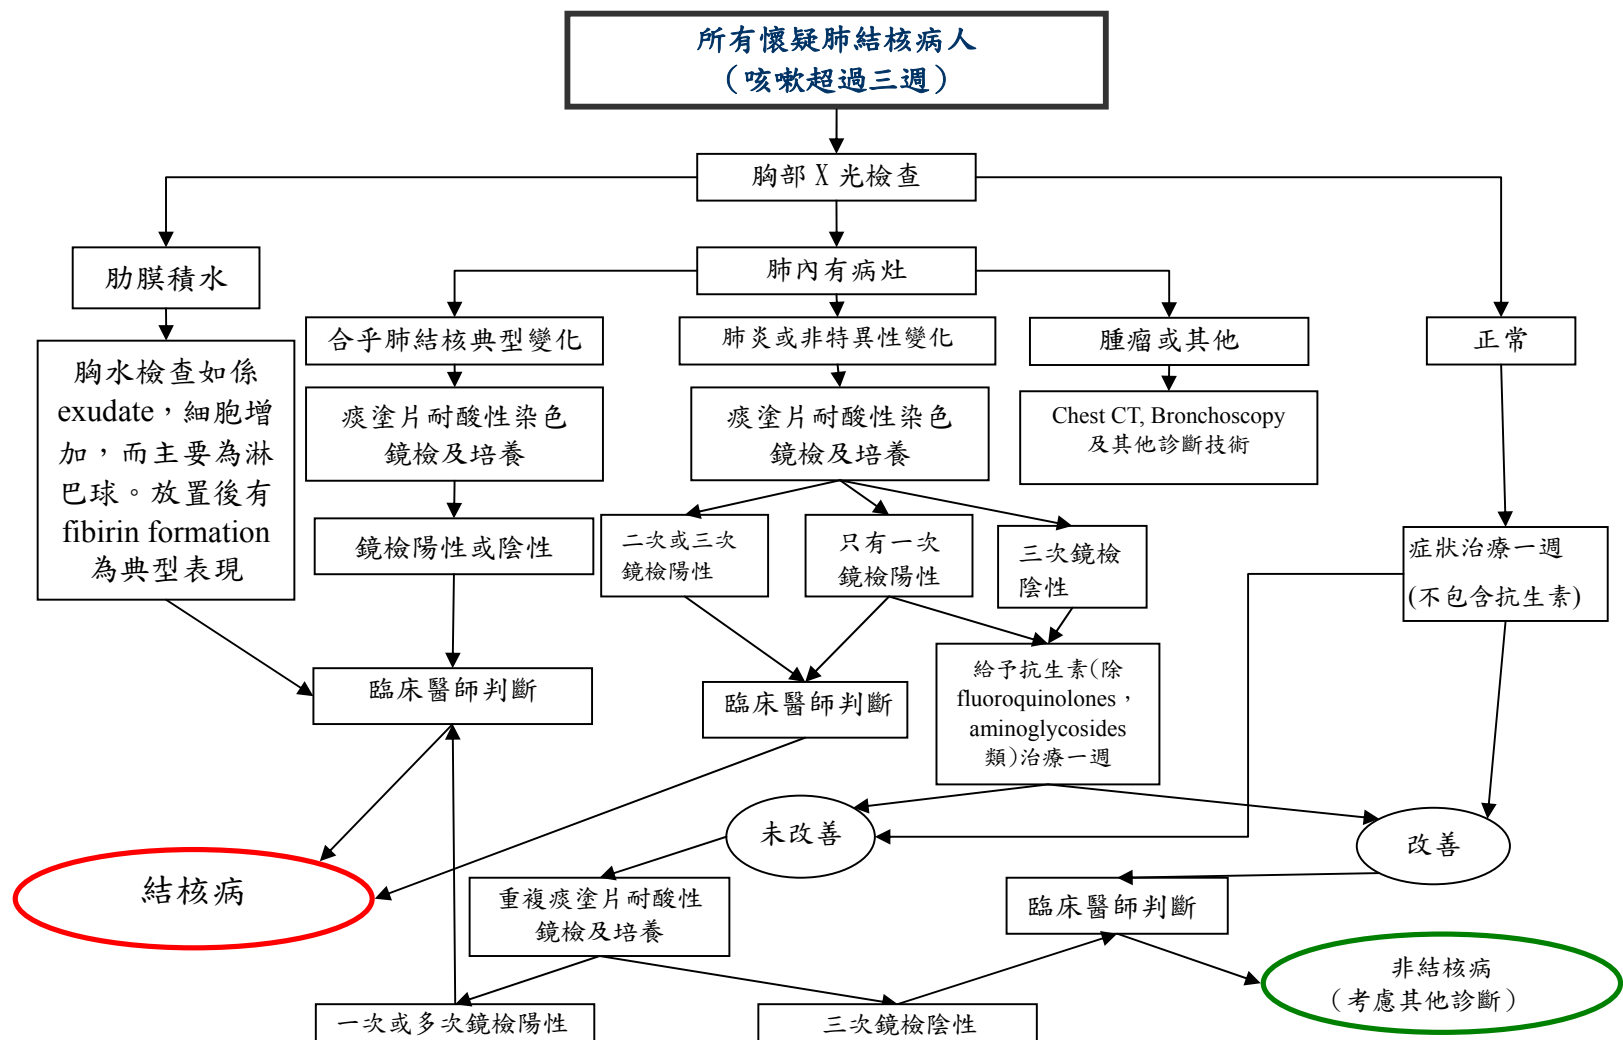 所有懷疑肺結核病人
（咳嗽超過三週）
胸部 X 光檢查
肋膜積水
肺內有病灶
合乎肺結核典型變化
肺炎或非特異性變化
腫瘤或其他
正常
胸水檢查如係
exudate，細胞增
加，而主要為淋
巴球。放置後有
fibirin formation
為典型表現
痰塗片耐酸性染色
鏡檢及培養
痰塗片耐酸性染色
鏡檢及培養
Chest CT, Bronchoscopy
及其他診斷技術
鏡檢陽性或陰性
二次或三次
鏡檢陽性
只有一次
鏡檢陽性
三次鏡檢
陰性
症狀治療一週
(不包含抗生素)
臨床醫師判斷
臨床醫師判斷
給予抗生素(除
fluoroquinolones，
aminoglycosides
類)治療一週
未改善
改善
結核病
重複痰塗片耐酸性
鏡檢及培養
臨床醫師判斷
非結核病
（考慮其他診斷）
一次或多次鏡檢陽性
三次鏡檢陰性